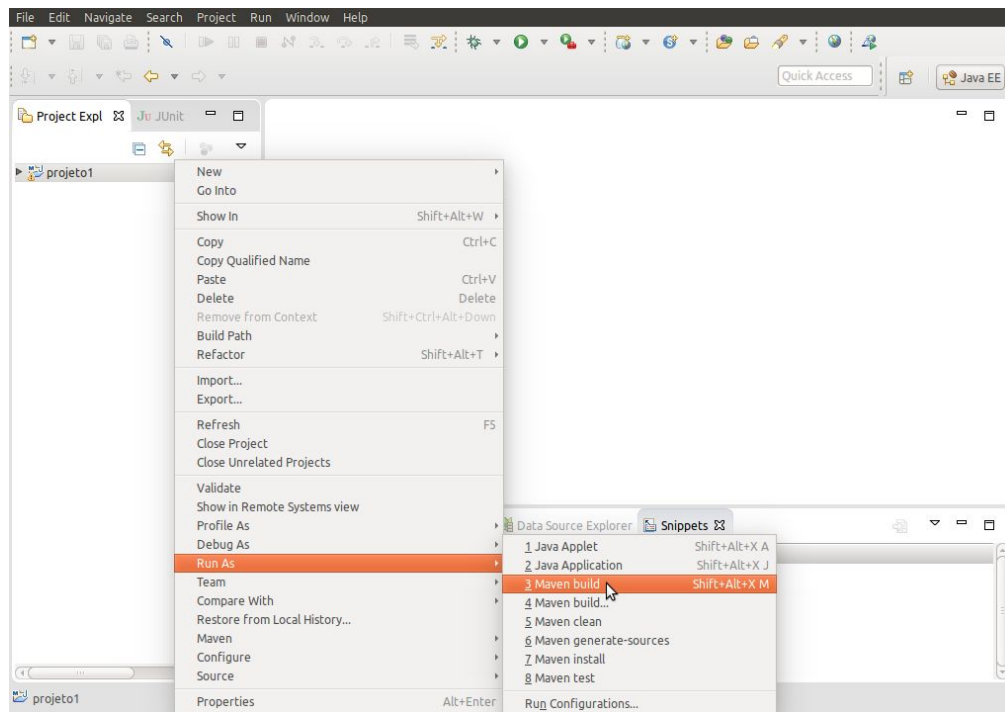 File Edit Navigate Search Project Run Window Help
Quick Access
Java EE
Project Expl
Ju JUnit
projeto1
New
Go Into
Show In Shift+Alt+W
Copy Ctrl+C
Copy Qualified Name
Paste Ctrl+V
Delete Delete
Remove from Context Shift+Ctrl+Alt+Down
Build Path
Refactor Shift+Alt+T
Import...
Export...
Refresh F5
Close Project
Close Unrelated Projects
Validate
Show in Remote Systems view
Profile As
Debug As
Run As
Team
Compare With
Restore from Local History...
Maven
Configure
Source
Properties Alt+Enter
Data Source Explorer
Snippets
1 Java Applet Shift+Alt+X A
2 Java Application Shift+Alt+X J
3 Maven build Shift+Alt+X M
4 Maven build...
5 Maven clean
6 Maven generate-sources
7 Maven install
8 Maven test
Run Configurations...
projeto1